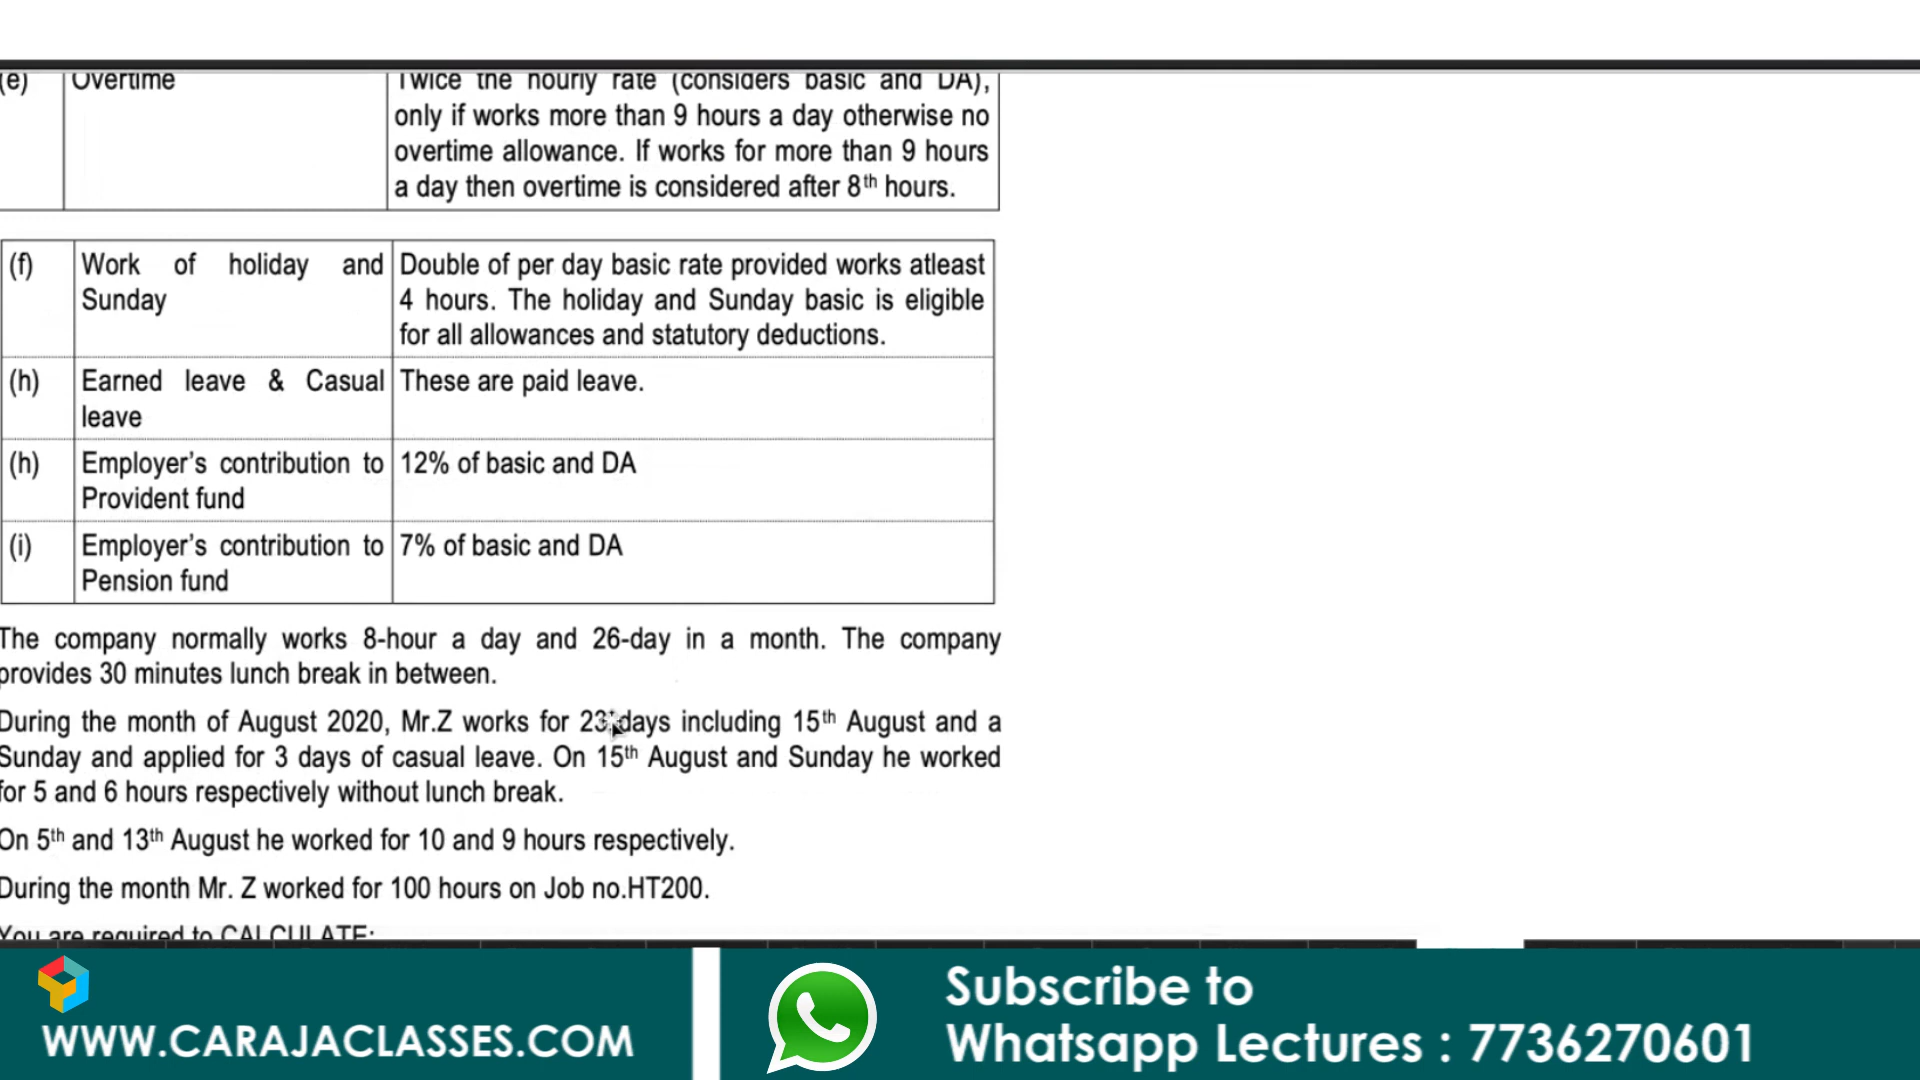 (e) Overtime Twice the hourly rate (considers basic and DA),
only if works more than 9 hours a day otherwise no
overtime allowance. If works for more than 9 hours
a day then overtime is considered after 8th hours.
(f) Work of holiday and Double of per day basic rate provided works atleast
Sunday 4 hours. The holiday and Sunday basic is eligible
for all allowances and statutory deductions.
(h) Earned leave & Casual These are paid leave.
leave
(h) Employer's contribution to 12% of basic and DA
Provident fund
(i) Employer's contribution to 7% of basic and DA
Pension fund
The company normally works 8-hour a day and 26-day in a month. The company
provides 30 minutes lunch break in between.
During the month of August 2020, Mr.Z works for 23 days including 15th August and a
Sunday and applied for 3 days of casual leave. On 15th August and Sunday he worked
for 5 and 6 hours respectively without lunch break.
On 5th and 13th August he worked for 10 and 9 hours respectively.
During the month Mr. Z worked for 100 hours on Job no.HT200.
You are required to CALCULATE:
WWW.CARAJACLASSES.COM
Subscribe to
Whatsapp Lectures : 7736270601